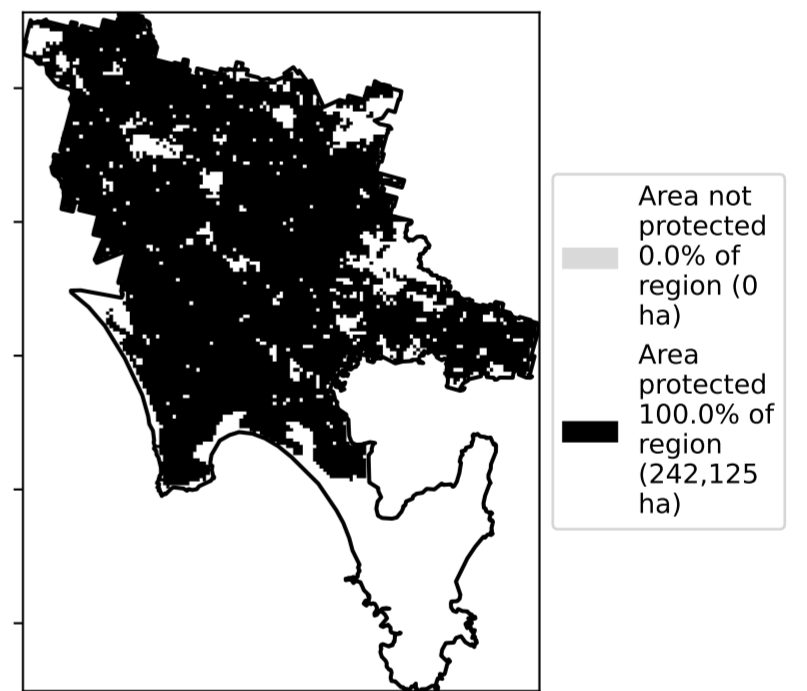 Area not
protected
0.0% of
region (0
ha)
Area
protected
100.0% of
region
(242,125
ha)